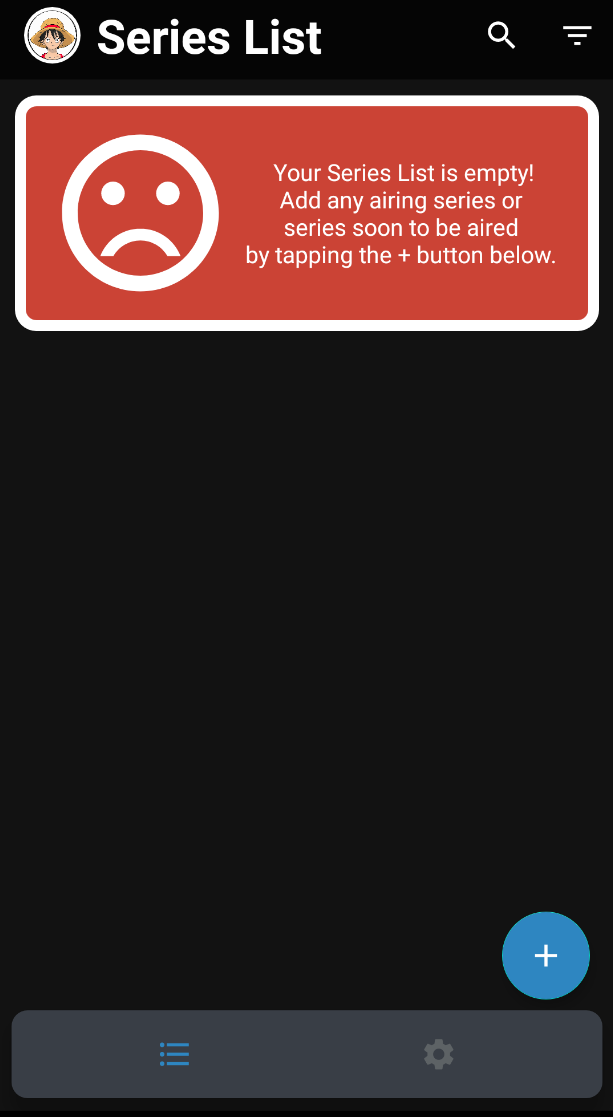 Series List
Your Series List is empty!
Add any airing series or
series soon to be aired
by tapping the + button below.
+